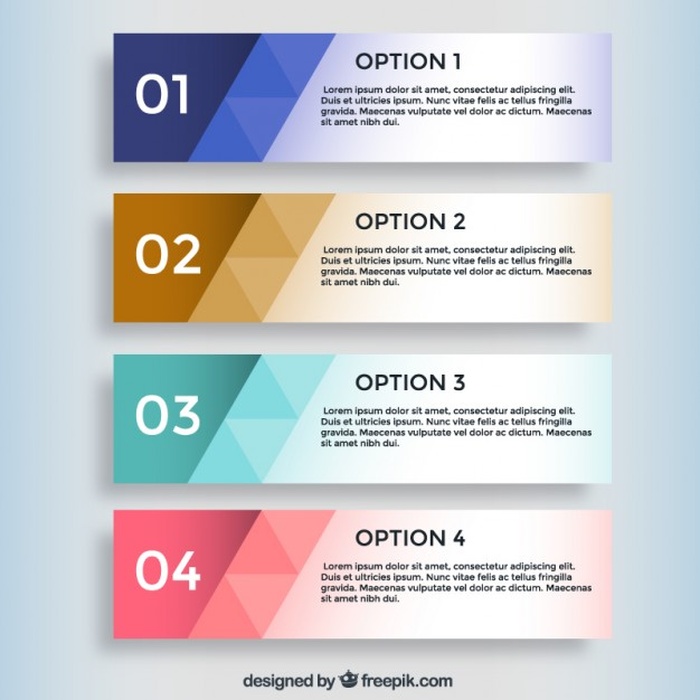 01
OPTION 1
Lorem ipsum dolor sit amet, consectetur adipiscing elit.
Duis et ultricies ipsum. Nunc vitae felis ac tellus fringilla
gravida. Maecenas vulputate vel dolor ac dictum. Maecenas
sit amet nibh dui.
02
OPTION 2
Lorem ipsum dolor sit amet, consectetur adipiscing elit.
Duis et ultricies ipsum. Nunc vitae felis ac tellus fringilla
gravida. Maecenas vulputate vel dolor ac dictum. Maecenas
sit amet nibh dui.
03
OPTION 3
Lorem ipsum dolor sit amet, consectetur adipiscing elit.
Duis et ultricies ipsum. Nunc vitae felis ac tellus fringilla
gravida. Maecenas vulputate vel dolor ac dictum. Maecenas
sit amet nibh dui.
04
OPTION 4
Lorem ipsum dolor sit amet, consectetur adipiscing elit.
Duis et ultricies ipsum. Nunc vitae felis ac tellus fringilla
gravida. Maecenas vulputate vel dolor ac dictum. Maecenas
sit amet nibh dui.
designed by freepik.com